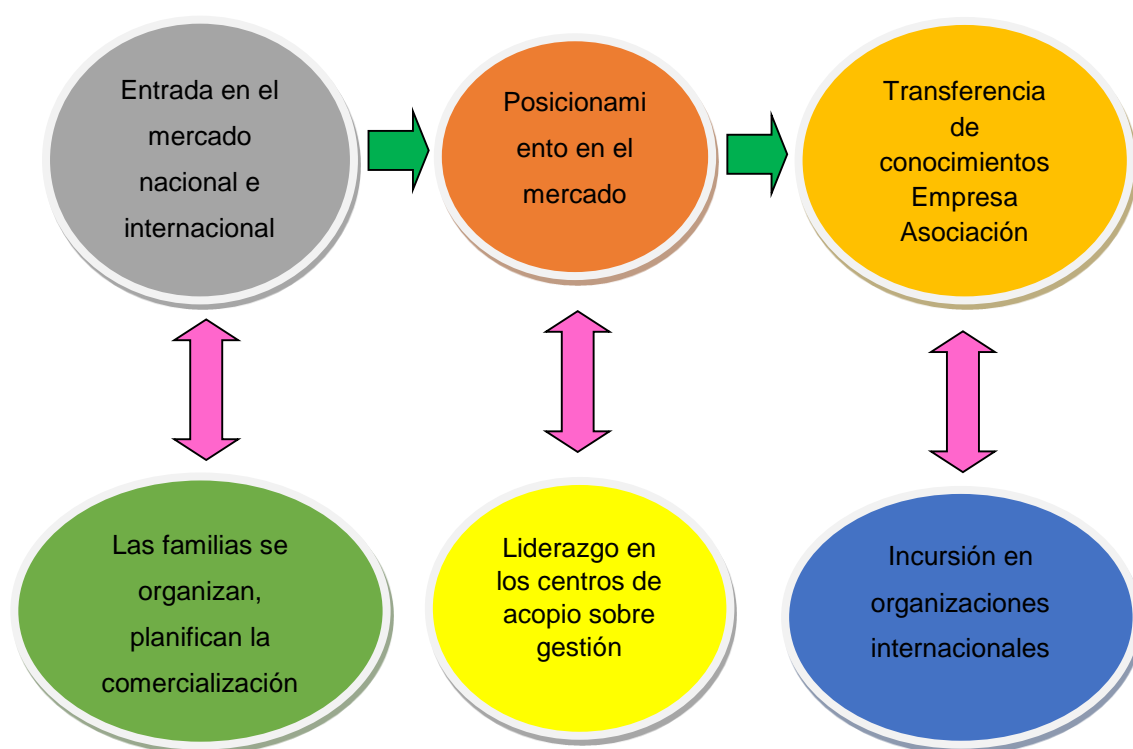 Entrada en el
mercado
nacional e
internacional
Posicionami
ento en el
mercado
Transferencia
de
conocimientos
Empresa
Asociación
Las familias se
organizan,
planifican la
comercialización
Liderazgo en
los centros de
acopio sobre
gestión
Incursión en
organizaciones
internacionales